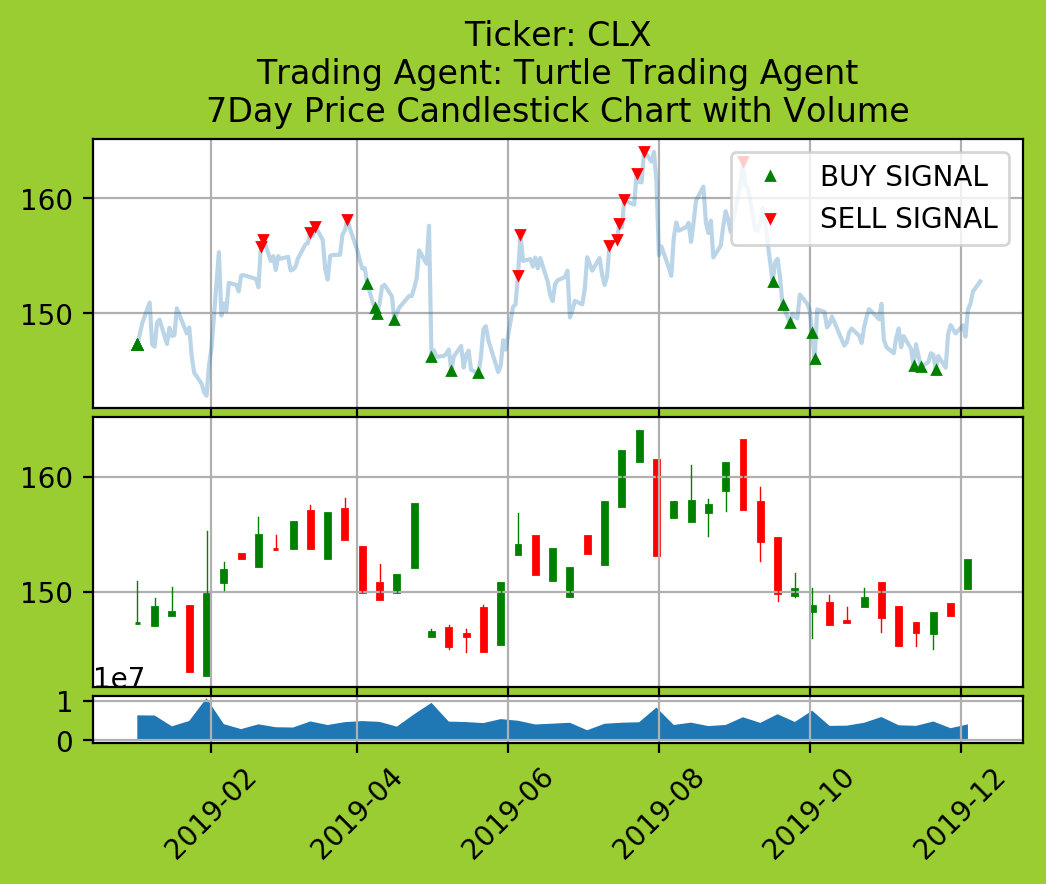 Ticker: CLX
Trading Agent: Turtle Trading Agent
7Day Price Candlestick Chart with Volume
160
150
BUY SIGNAL
SELL SIGNAL
160
150
1e7
1
0
2019-02
2019-04
2019-06
2019-08
2019-10
2019-12